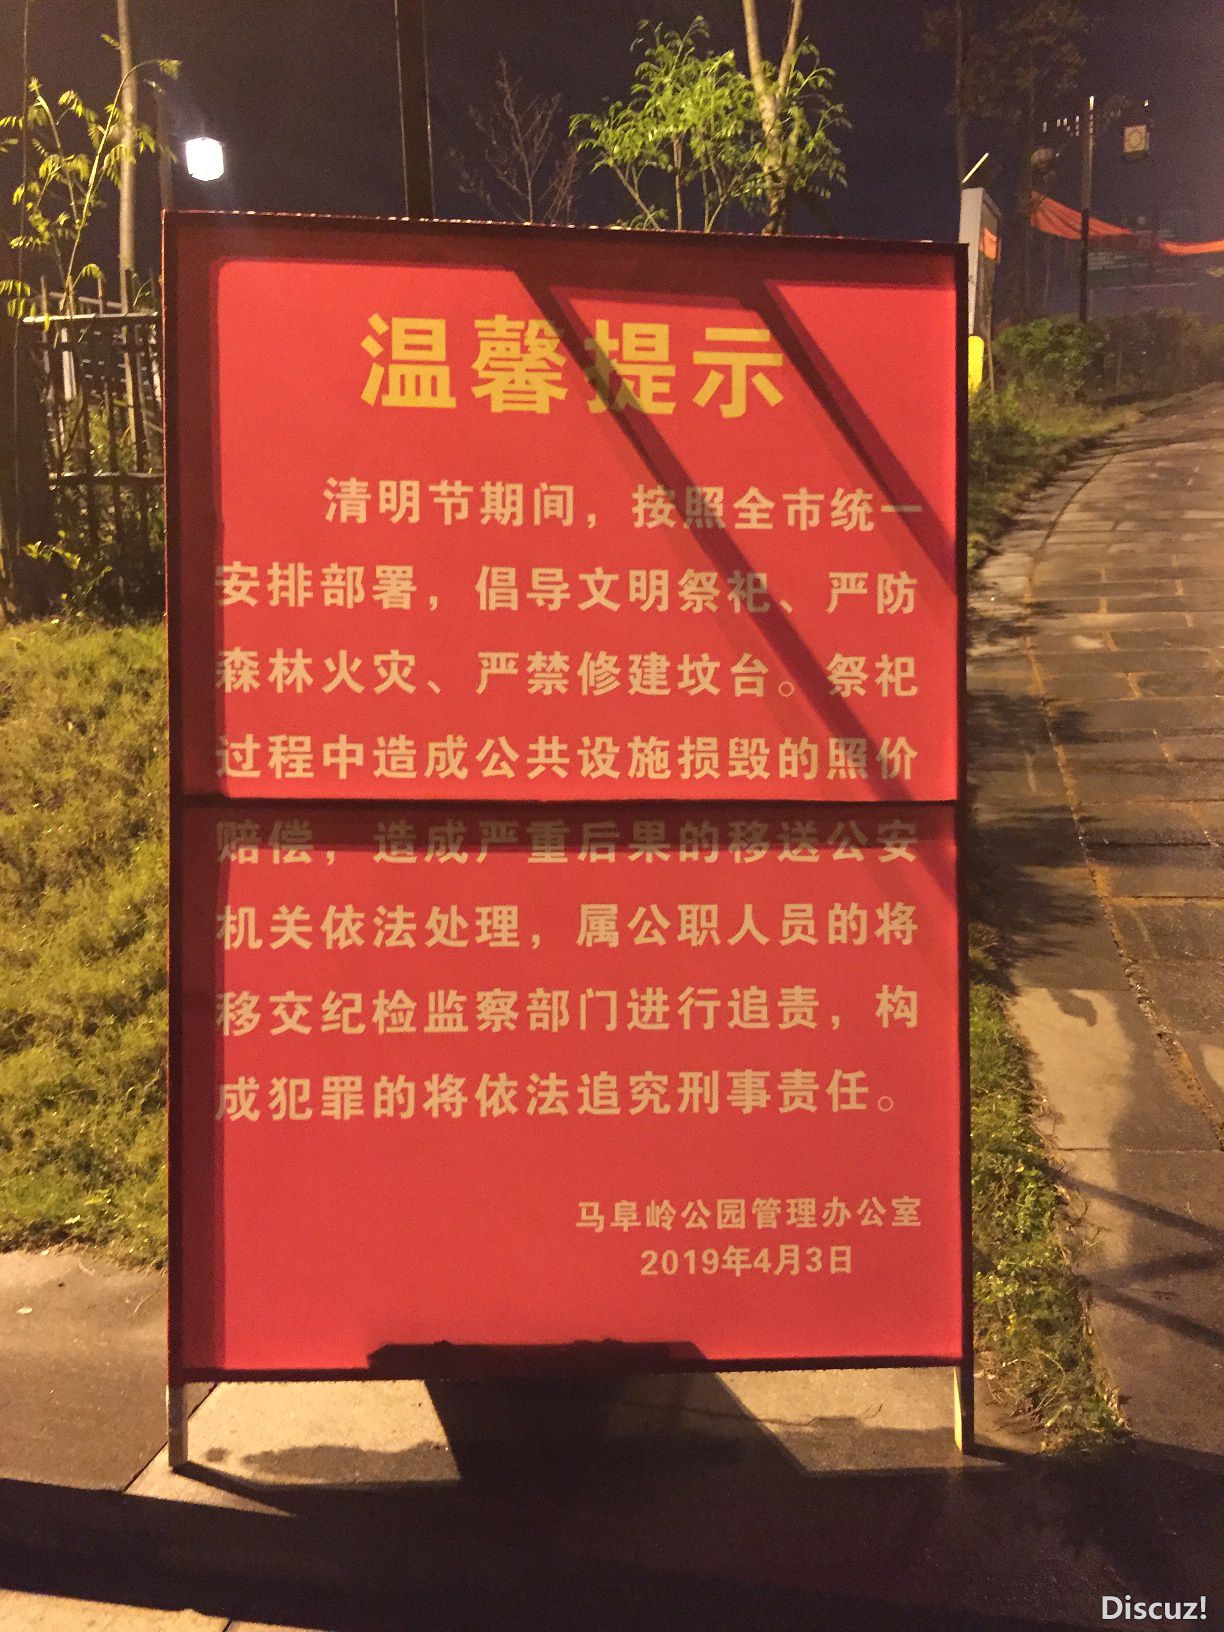 温馨提示
清明节期间，按照全市统一
安排部署，倡导文明祭祀、严防
森林火灾、严禁修建坟台。祭祀
过程中造成公共设施损毁的照价
赔偿，造成严重后果的移送公安
机关依法处理，属公职人员的将
移交纪检监察部门进行追责，构
成犯罪的将依法追究刑事责任。
马阜岭公园管理办公室
2019年4月3日
Discuz!